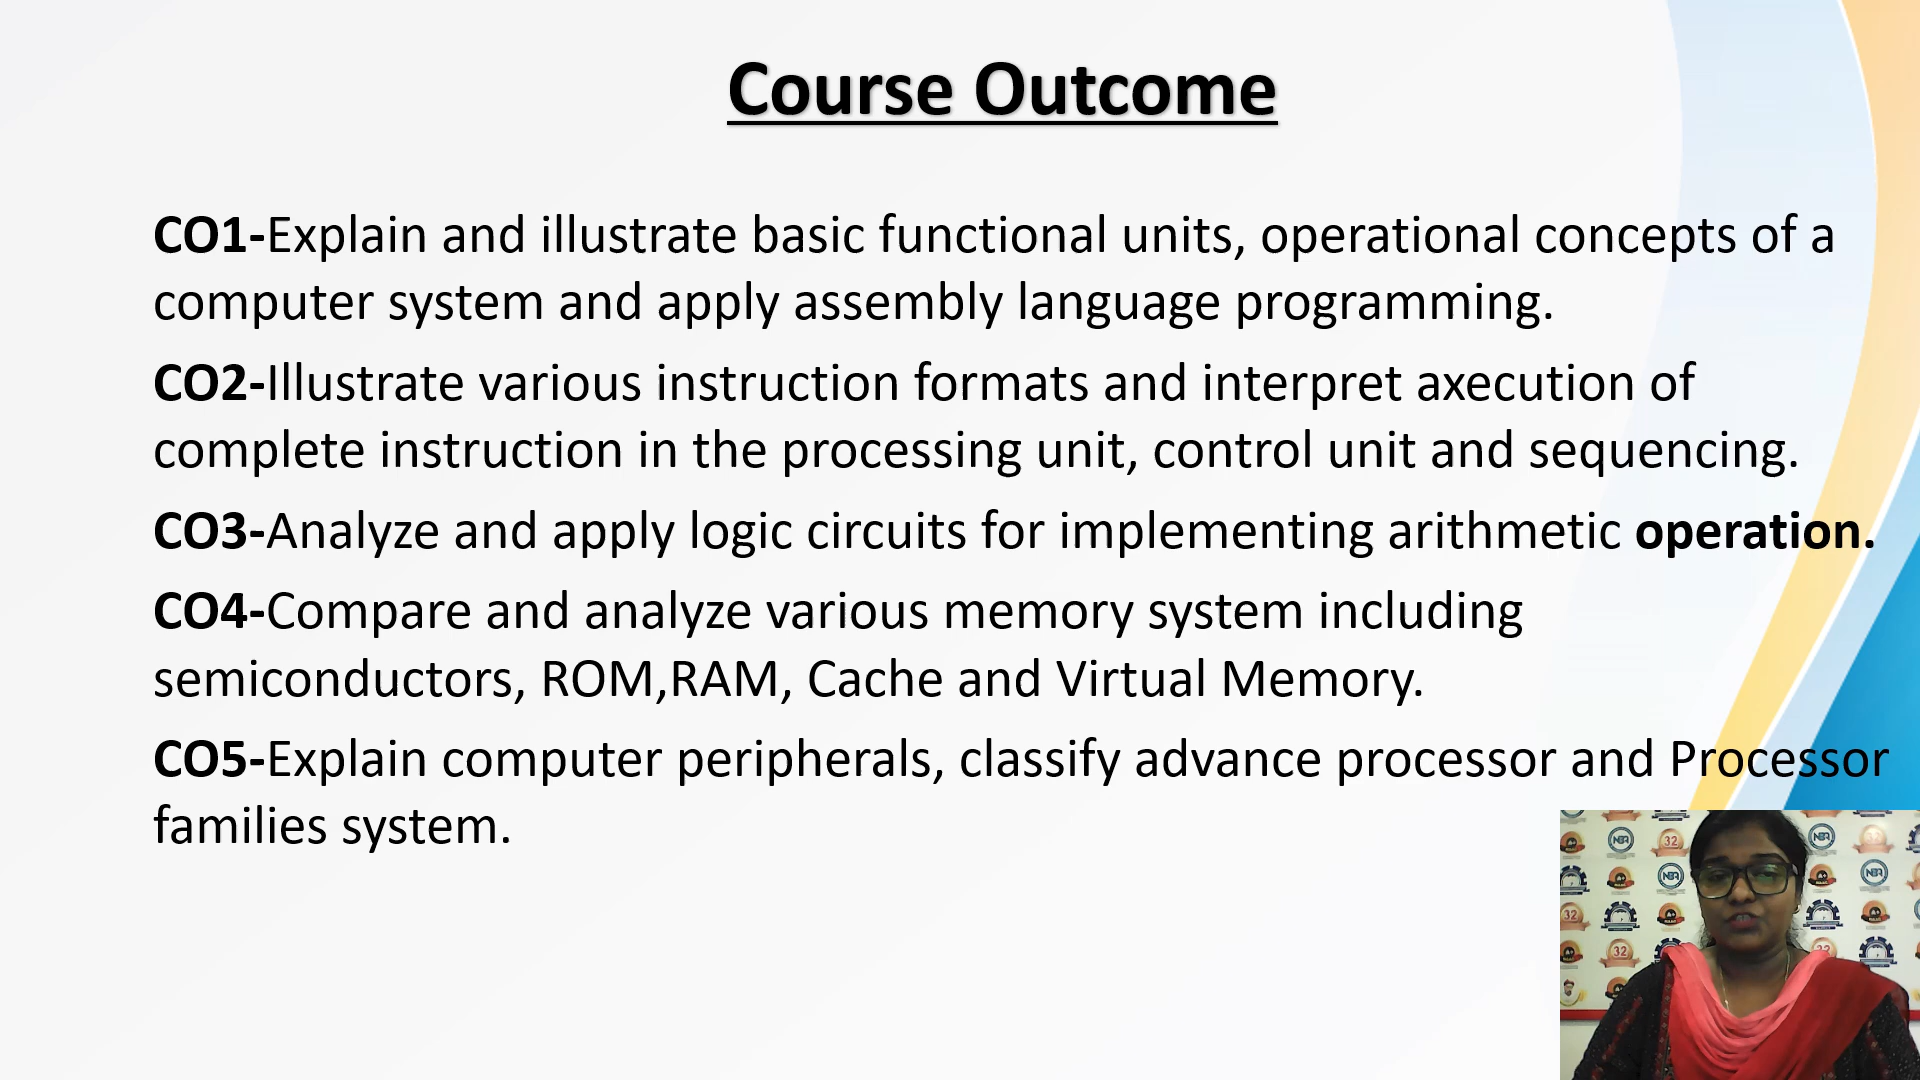 Course Outcome
CO1-Explain and illustrate basic functional units, operational concepts of a
computer system and apply assembly language programming.
CO2-Illustrate various instruction formats and interpret axecution of
complete instruction in the processing unit, control unit and sequencing.
CO3-Analyze and apply logic circuits for implementing arithmetic operation.
CO4-Compare and analyze various memory system including
semiconductors, ROM,RAM, Cache and Virtual Memory.
CO5-Explain computer peripherals, classify advance processor and Processor
families system.
32
32
32